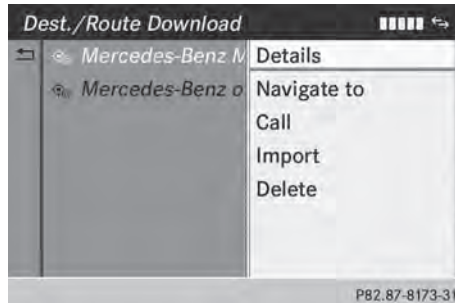 Dest./Route Download
Mercedes-Benz M
Mercedes-Benz o
Details
Navigate to
Call
Import
Delete
P82.87-8173-31